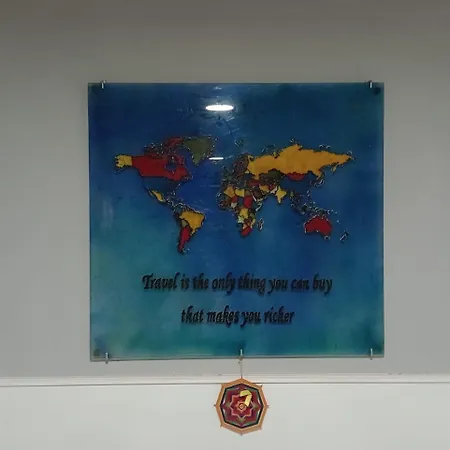 Travel is the only thing you can buy
that makes you richer